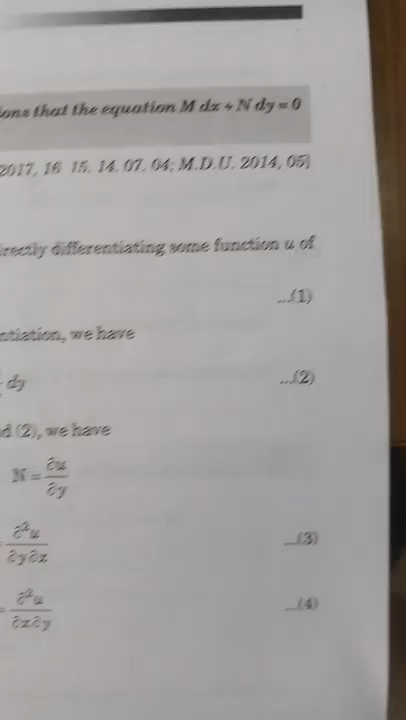 ons that the equation M dx + N dy = 0
2017, 16 15, 14, 07, 04; M.D.U. 2014, 05]
irectly differentiating some function u of
...(1)
ntiation, we have
dy ...(2)
d (2), we have
N = ∂u/∂y
∂²u/∂y∂x ...(3)
= ∂²u/∂x∂y ...(4)